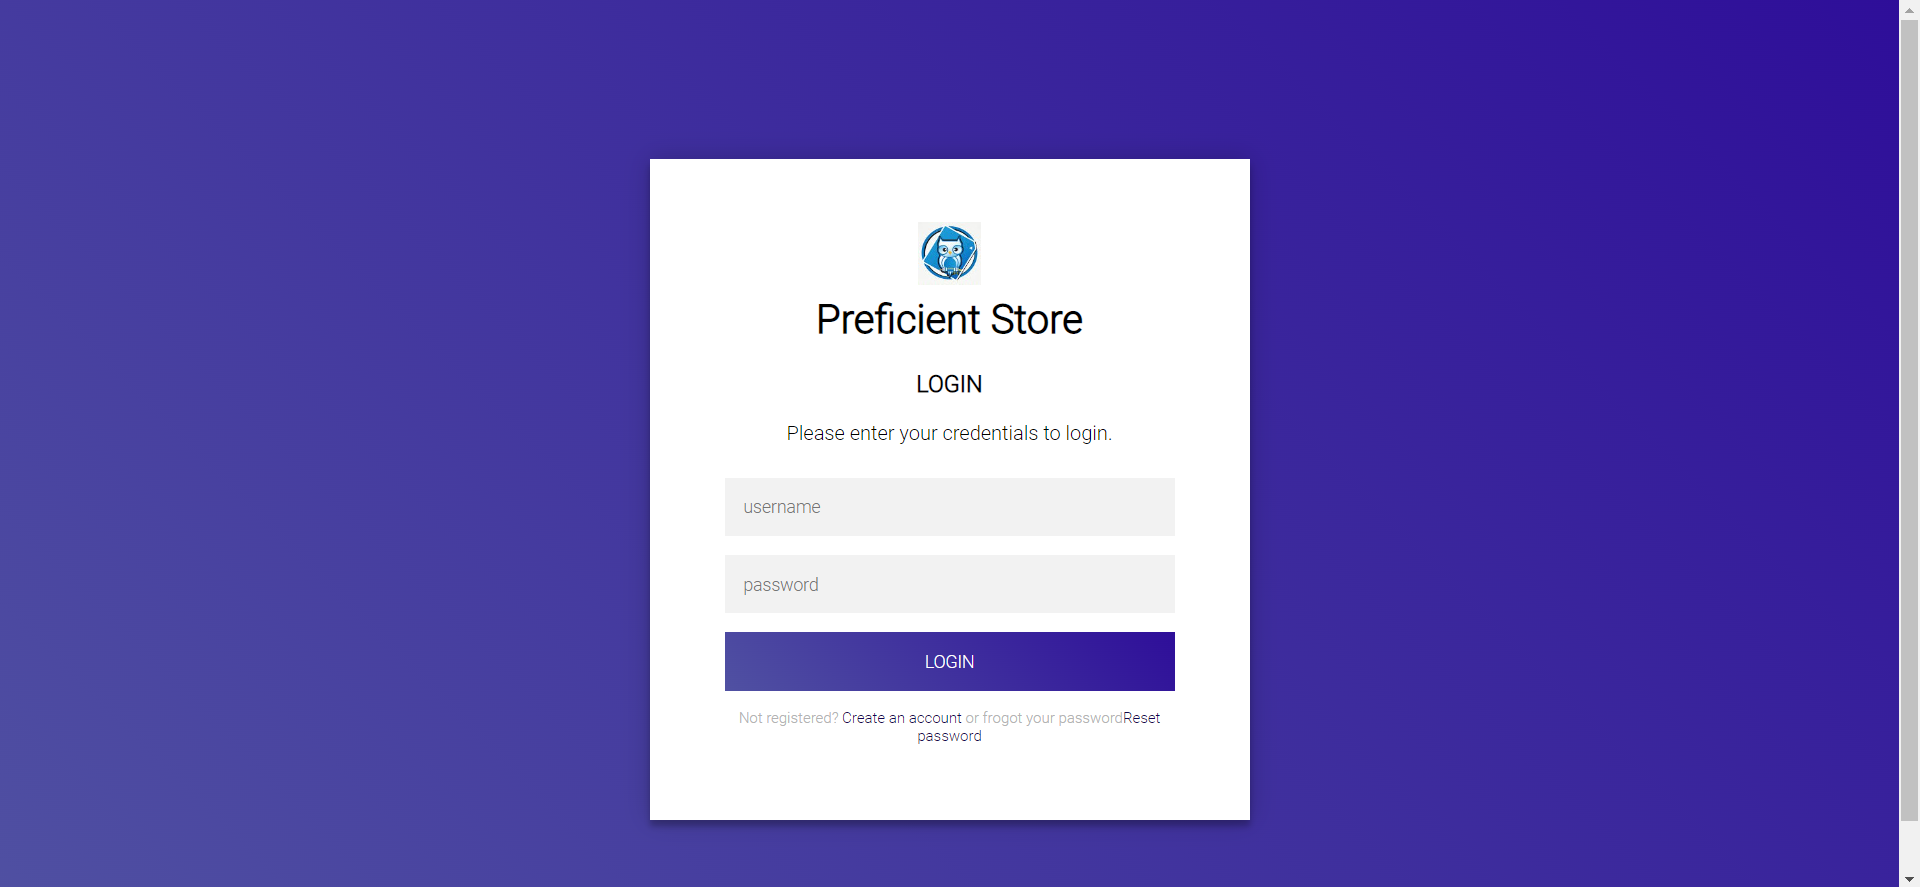 Preficient Store
LOGIN
Please enter your credentials to login.
username
password
LOGIN
Not registered? Create an account or frogot your passwordReset
password